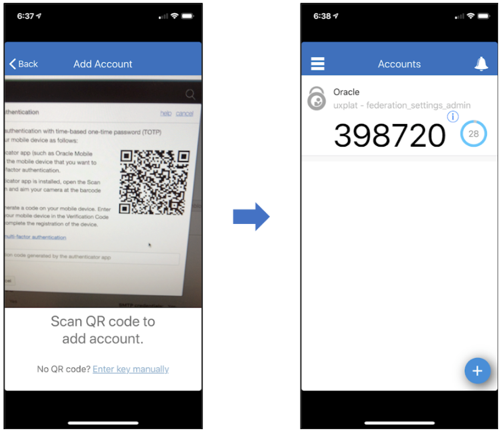 6:37
Back Add Account
uthentication help cancel
uthentication with time-based one-time password (TOTP)
ut mobile device as follows:
icator app (such as Oracle Mobile
the mobile device that you want to
factor authentication.
icator app is installed, open the Scan
n and aim your camera at the barcode
nerate a code on your mobile device. Enter
your mobile device in the Verification Code
complete the registration of the device.
multi-factor authentication
ion code generated by the authenticator app
Scan QR code to
add account.
No QR code? Enter key manually
6:38
Accounts
Oracle
uxplat - federation_settings_admin
398720
28